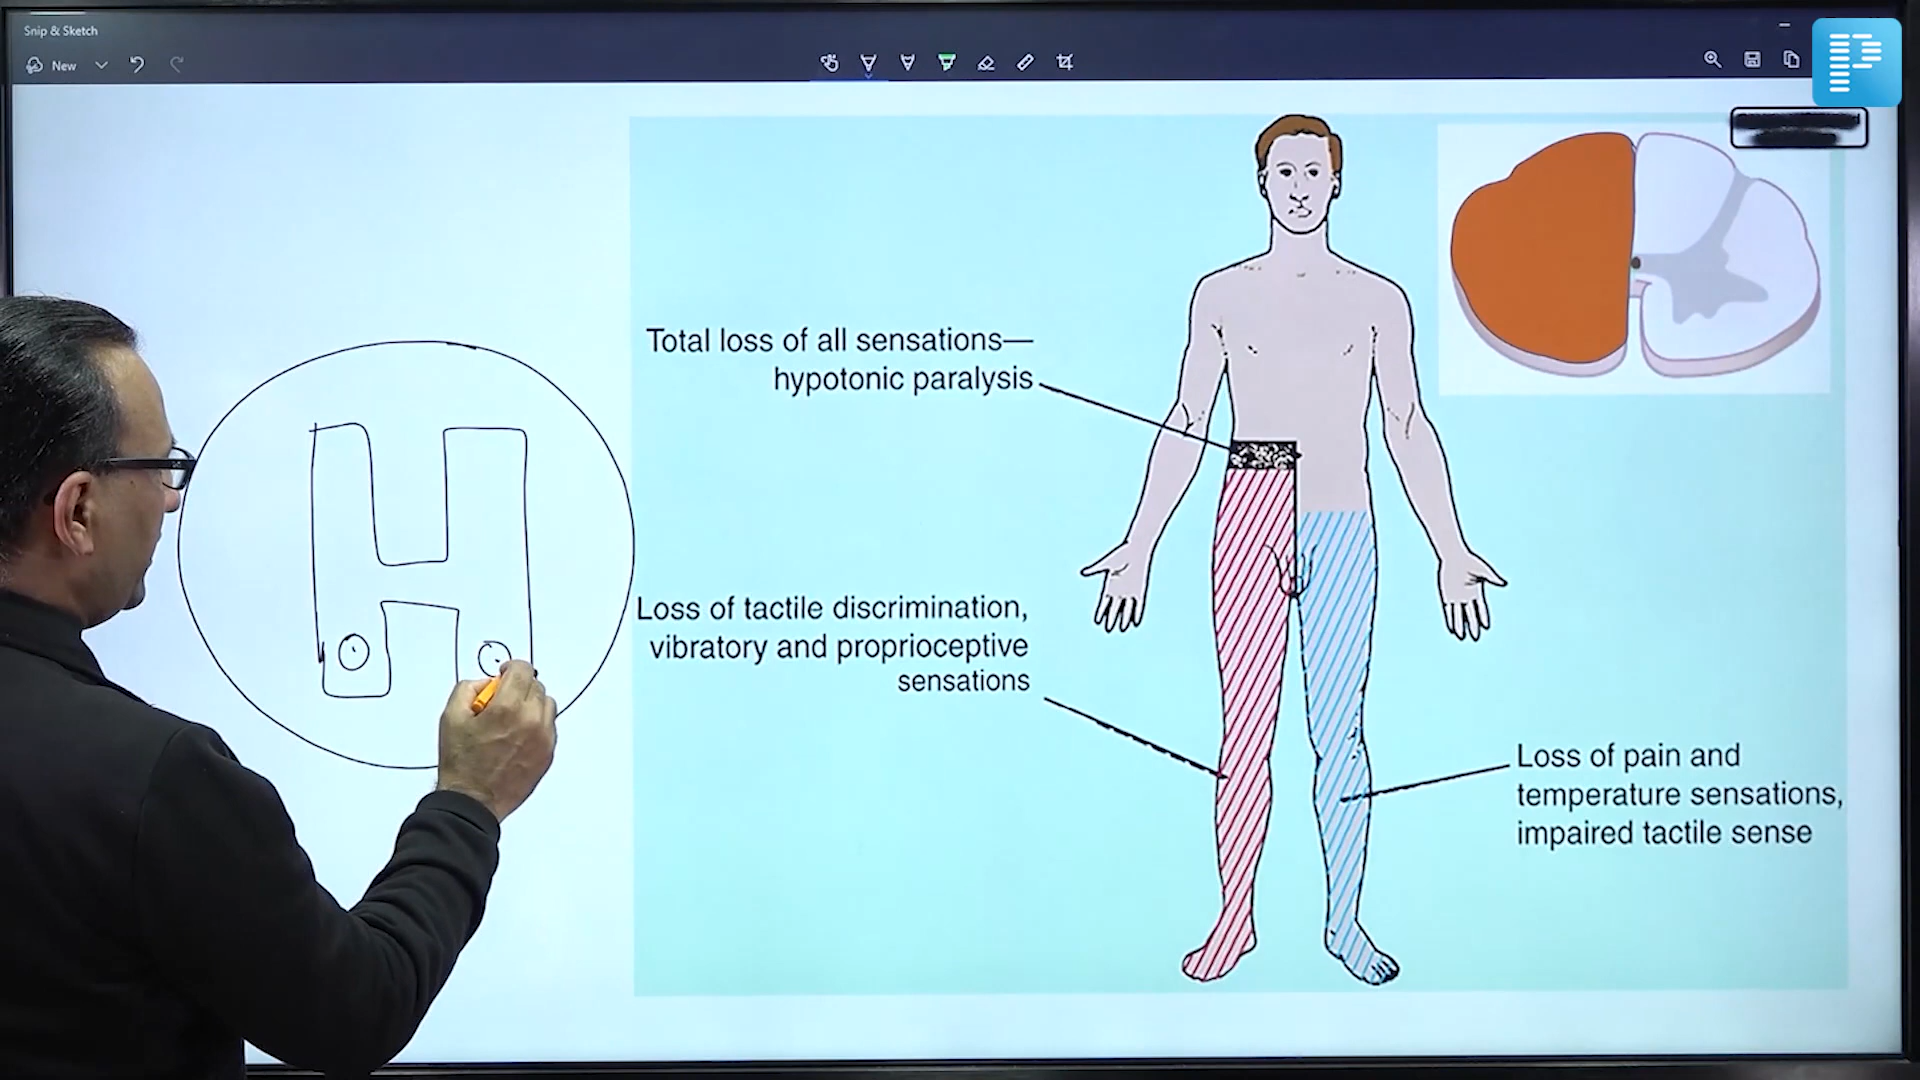 Snip & Sketch
New
Total loss of all sensations—
hypotonic paralysis
Loss of tactile discrimination,
vibratory and proprioceptive
sensations
Loss of pain and
temperature sensations,
impaired tactile sense
H
P